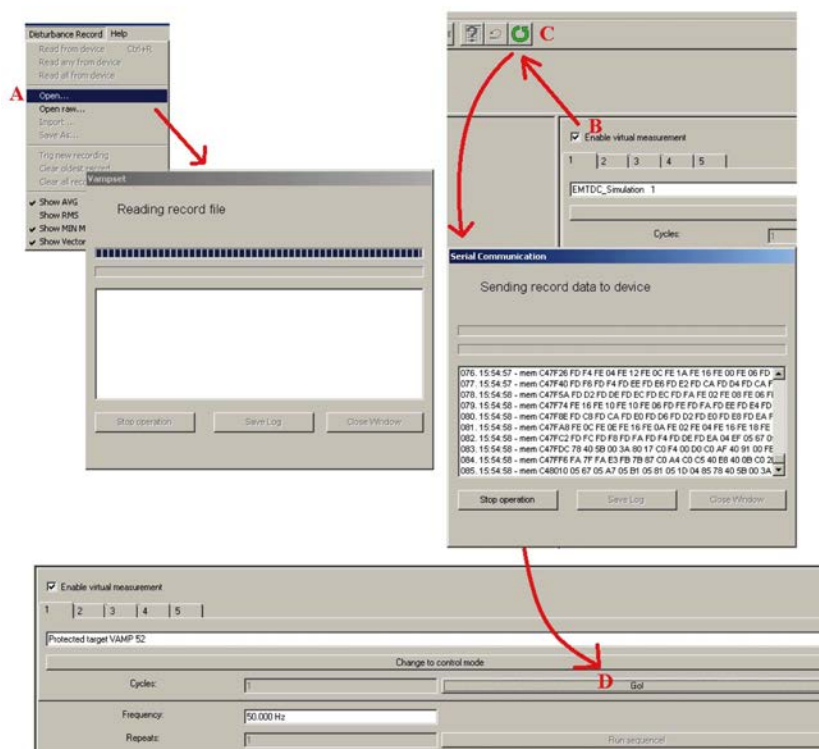 Disturbance Record Help
Read from device Ctrl+R
Read any from device
Read all from device
A
Open...
Open raw...
Import...
Save As...
Trig new recording
Clear oldest record
Clear all
Show AVG
Show RMS
Show MIN M
Show Vector
Vampset
Reading record file
Stop operation Save Log Close Window
C
B
Enable virtual measurement
1 2 3 4 5
EMTDC_Simulation 1
Cycles: 1
Serial Communication
Sending record data to device
076. 15:54:57 - mem C47F26 FD F4 FE 04 FE 12 FE 0C FE 1A FE 16 FE 00 FE 06 FD
077. 15:54:57 - mem C47F40 FD F6 FD F4 FD EE FD E6 FD E2 FD CA FD D4 FD CA F
078. 15:54:58 - mem C47F5A FD D2 FD DE FD EC FD EC FD FA FE 02 FE 08 FE 06 F
079. 15:54:58 - mem C47F74 FE 16 FE 10 FE 10 FE 06 FD FE FD FA FD EE FD E4 FD
080. 15:54:58 - mem C47F8E FD C8 FD CA FD E0 FD D6 FD D2 FD E0 FD E8 FD EA F
081. 15:54:58 - mem C47FA8 FE 0C FE 0E FE 16 FE 0A FE 02 FE 04 FE 16 FE 18 FE
082. 15:54:58 - mem C47FC2 FD FC FD F8 FD FA FD F4 FD DE FD EA 04 EF 05 67 0
083. 15:54:58 - mem C47FDC 78 40 5B 00 3A 80 17 C0 F4 00 D0 C0 AF 40 91 00 FE
084. 15:54:58 - mem C47FF6 FA 7F FA E3 FB 7B 87 C0 A4 C0 C5 40 E8 40 0B C0
085. 15:54:58 - mem C48010 05 67 05 A7 05 B1 05 81 05 1D 04 85 78 40 5B 00 3A
Stop operation Save Log Close Window
Enable virtual measurement
1 2 3 4 5
Protected target VAMP 52
Change to control mode
Cycles: 1 D Go!
Frequency: 50.000 Hz
Repeats: 1 Run sequence!